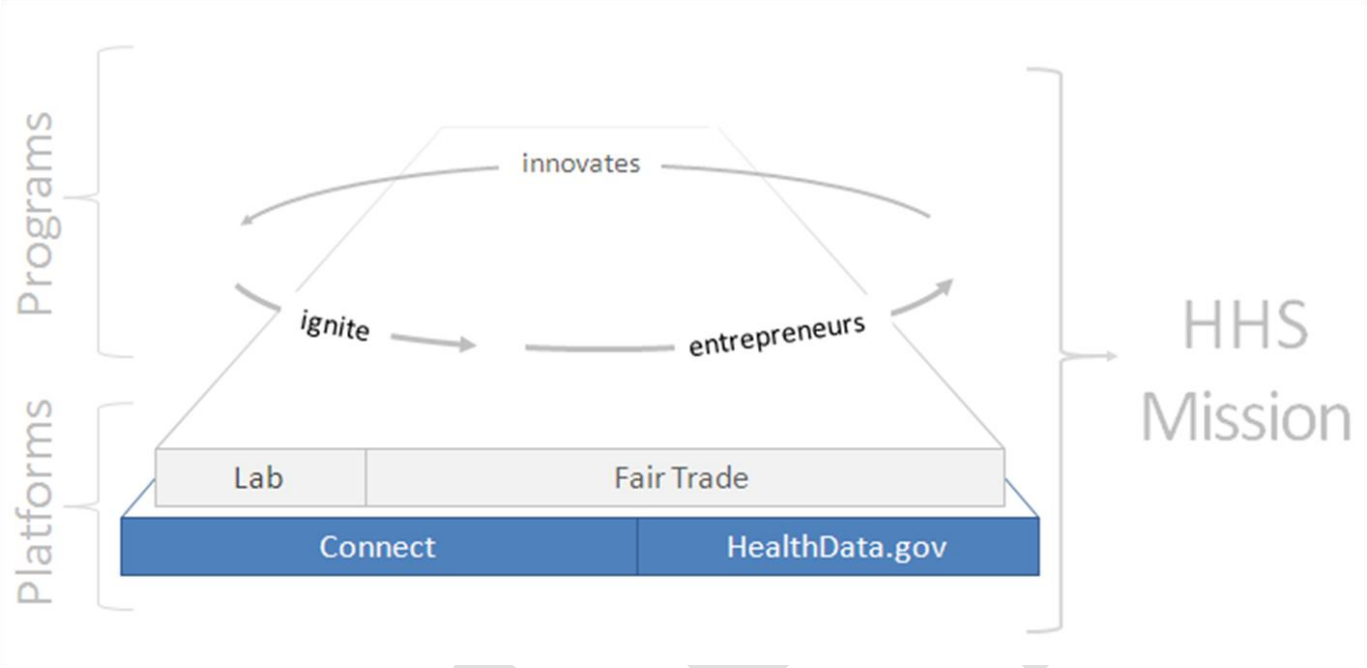 Programs
innovates
ignite
entrepreneurs
Platforms
Lab
Fair Trade
Connect
HealthData.gov
HHS
Mission